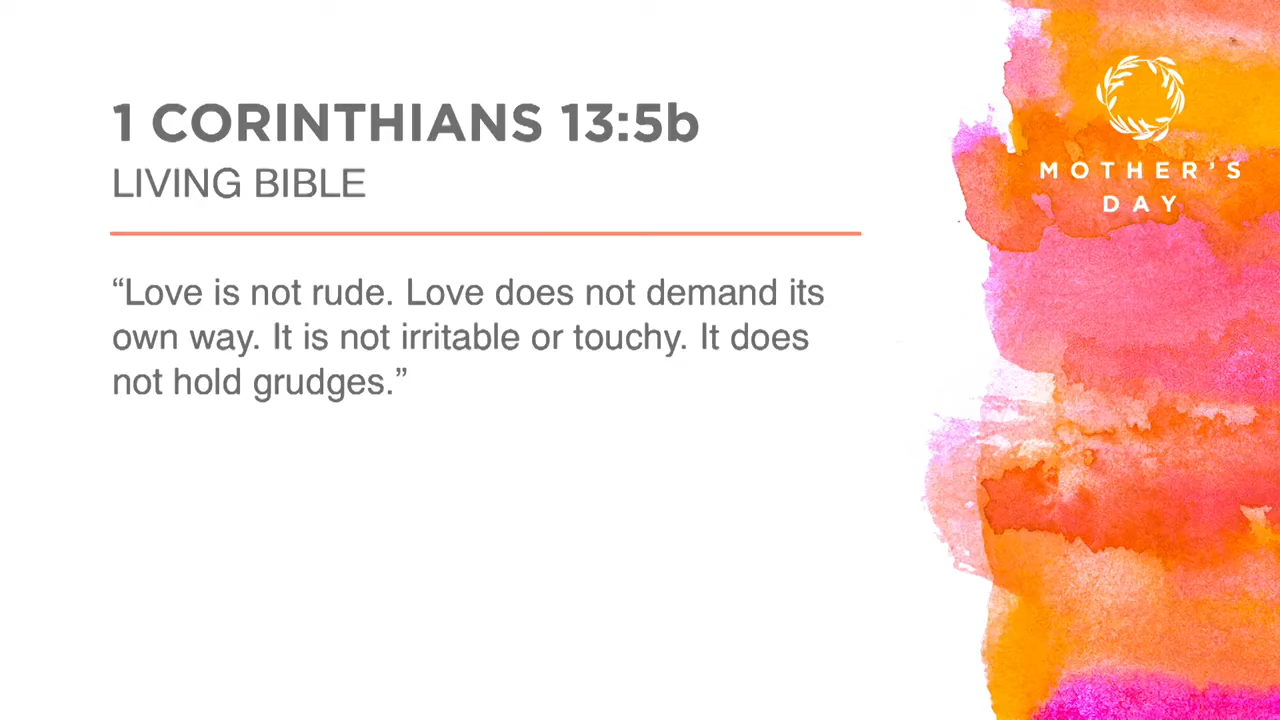 1 CORINTHIANS 13:5b
LIVING BIBLE
“Love is not rude. Love does not demand its
own way. It is not irritable or touchy. It does
not hold grudges.”
MOTHER’S
DAY